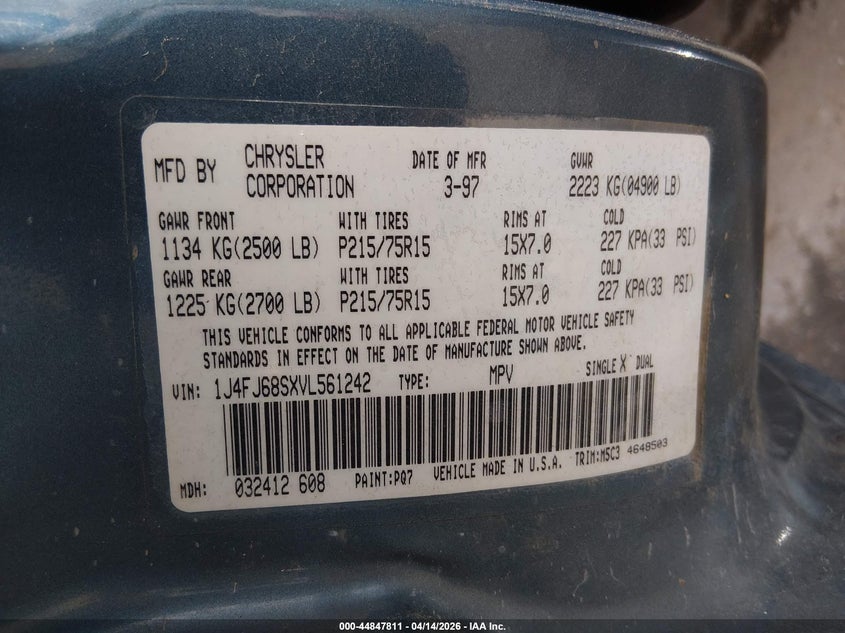 MFD BY CHRYSLER CORPORATION DATE OF MFR 3-97 GVWR 2223 KG(04900 LB)
GAWR FRONT WITH TIRES RIMS AT COLD
1134 KG(2500 LB) P215/75R15 15X7.0 227 KPA(33 PSI)
GAWR REAR WITH TIRES RIMS AT COLD
1225 KG(2700 LB) P215/75R15 15X7.0 227 KPA(33 PSI)
THIS VEHICLE CONFORMS TO ALL APPLICABLE FEDERAL MOTOR VEHICLE SAFETY
STANDARDS IN EFFECT ON THE DATE OF MANUFACTURE SHOWN ABOVE.
VIN: 1J4FJ68SXVL561242 TYPE: MPV SINGLE X DUAL
MDH: 032412 608 PAINT:PQ7 VEHICLE MADE IN U.S.A. TRIM:M5C3 4648503
000-44847811 - 04/14/2026 - IAA Inc.